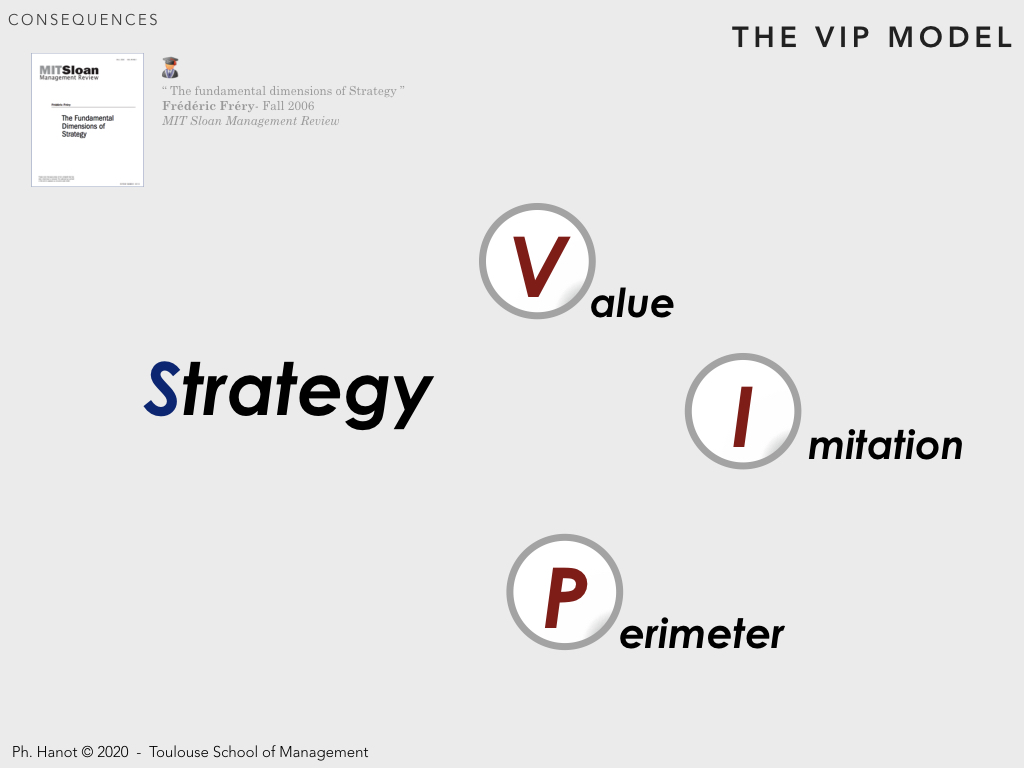 CONSEQUENCES
THE VIP MODEL
MITSloan
Management Review
Frédéric Fréry
The Fundamental
Dimensions of
Strategy
“ The fundamental dimensions of Strategy ”
Frédéric Fréry- Fall 2006
MIT Sloan Management Review
Value
Strategy
Imitation
Perimeter
Ph. Hanot © 2020 - Toulouse School of Management